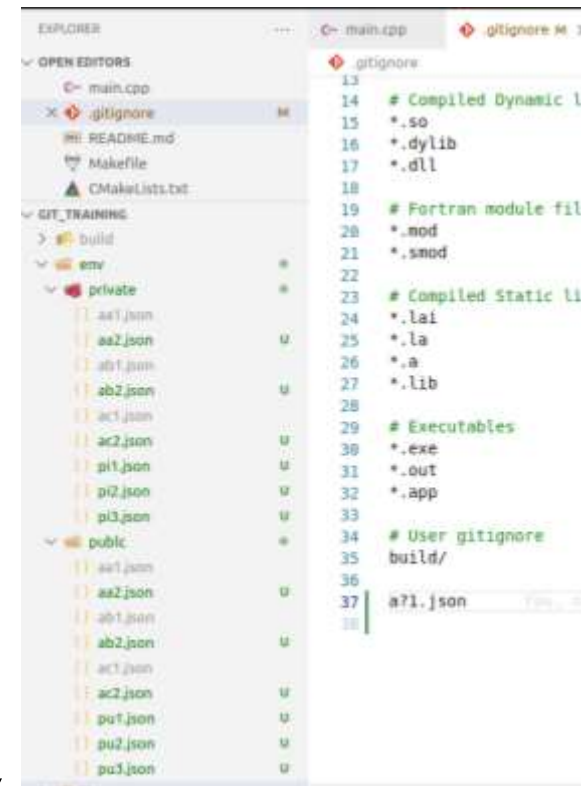 EXPLORER
OPEN EDITORS
main.cpp
.gitignore M
README.md
Makefile
CMakeLists.txt
GIT_TRAINING
build
env
private
aa1.json
aa2.json U
ab1.json
ab2.json U
ac1.json
ac2.json U
pi1.json U
pi2.json U
pi3.json U
publc
aa1.json
aa2.json U
ab1.json
ab2.json U
ac1.json
ac2.json U
pu1.json U
pu2.json U
pu3.json U
main.cpp .gitignore M
.gitignore
13
14 # Compiled Dynamic l
15 *.so
16 *.dylib
17 *.dll
18
19 # Fortran module fil
20 *.mod
21 *.smod
22
23 # Compiled Static li
24 *.lai
25 *.la
26 *.a
27 *.lib
28
29 # Executables
30 *.exe
31 *.out
32 *.app
33
34 # User gitignore
35 build/
36
37 a?1.json
38